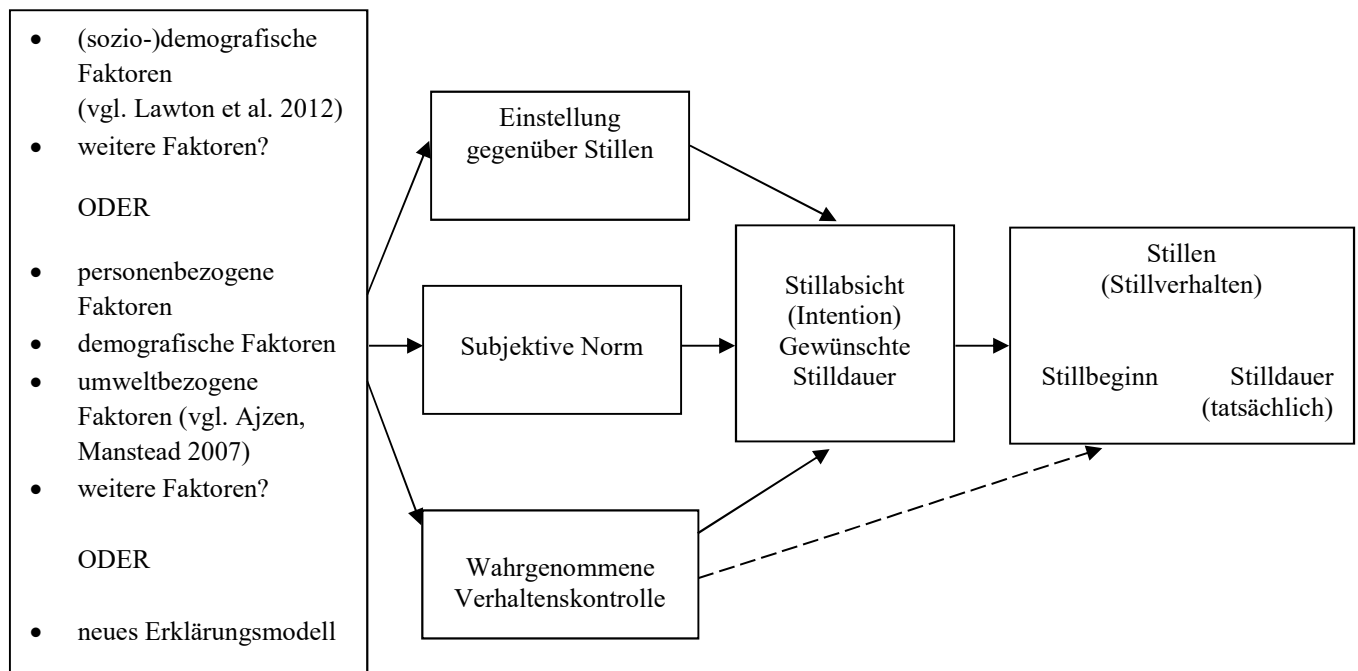 • (sozio-)demografische
Faktoren
(vgl. Lawton et al. 2012)
• weitere Faktoren?
ODER
• personenbezogene
Faktoren
• demografische Faktoren
• umweltbezogene
Faktoren (vgl. Ajzen,
Manstead 2007)
• weitere Faktoren?
ODER
• neues Erklärungsmodell
Einstellung
gegenüber Stillen
Subjektive Norm
Wahrgenommene
Verhaltenskontrolle
Stillabsicht
(Intention)
Gewünschte
Stilldauer
Stillen
(Stillverhalten)
Stillbeginn
Stilldauer
(tatsächlich)